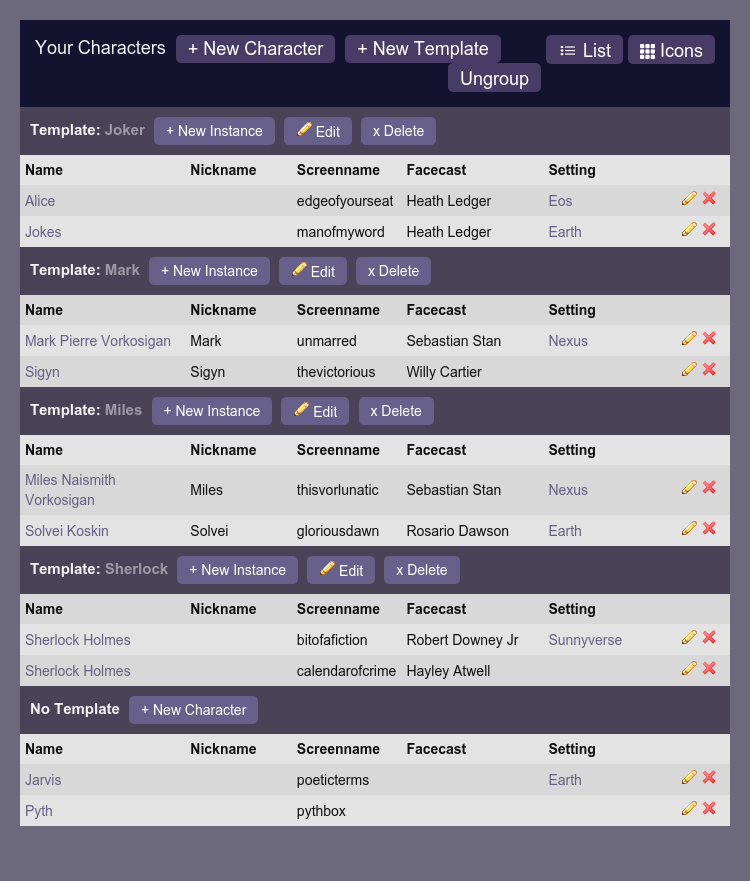 Your Characters + New Character + New Template List Icons
Ungroup
Template: Joker + New Instance Edit x Delete
Name Nickname Screenname Facecast Setting
Alice edgeofyourseat Heath Ledger Eos
Jokes manofmyword Heath Ledger Earth
Template: Mark + New Instance Edit x Delete
Name Nickname Screenname Facecast Setting
Mark Pierre Vorkosigan Mark unmarred Sebastian Stan Nexus
Sigyn Sigyn thevictorious Willy Cartier
Template: Miles + New Instance Edit x Delete
Name Nickname Screenname Facecast Setting
Miles Naismith
Vorkosigan Miles thisvorlunatic Sebastian Stan Nexus
Solvei Koskin Solvei gloriousdawn Rosario Dawson Earth
Template: Sherlock + New Instance Edit x Delete
Name Nickname Screenname Facecast Setting
Sherlock Holmes bitofafiction Robert Downey Jr Sunnyverse
Sherlock Holmes calendarofcrime Hayley Atwell
No Template + New Character
Name Nickname Screenname Facecast Setting
Jarvis poeticterms Earth
Pyth pythbox